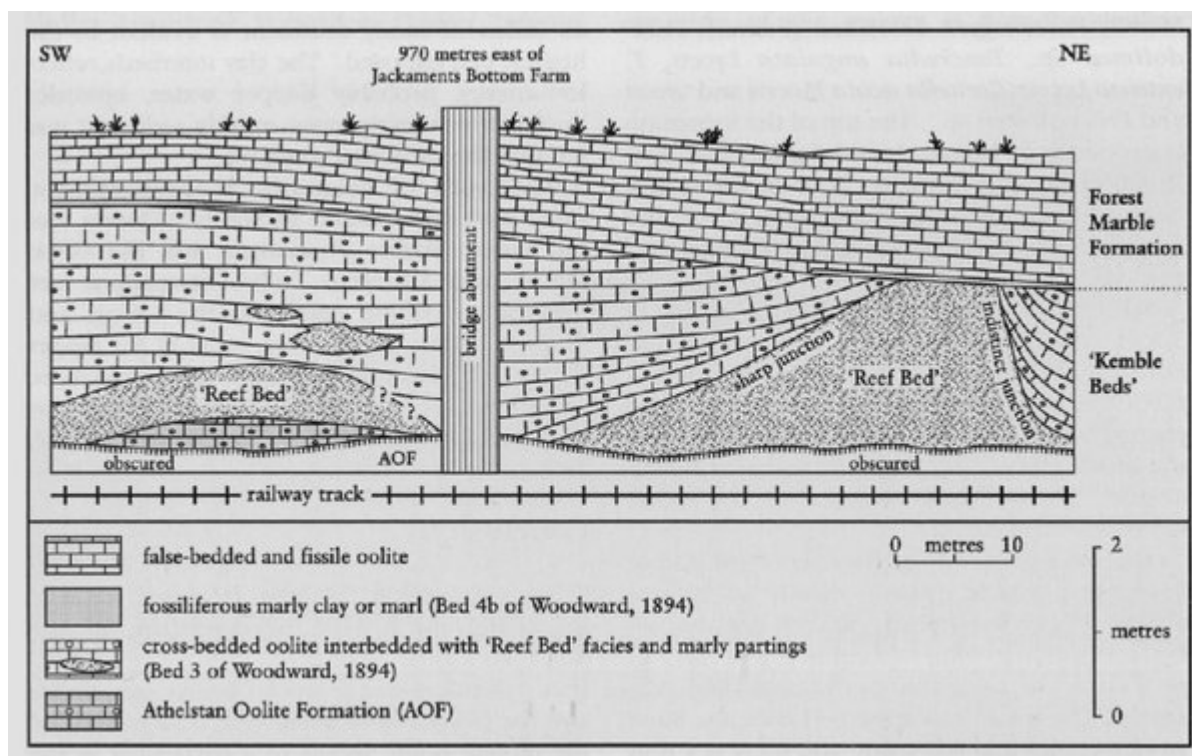 SW
970 metres east of
Jackaments Bottom Farm
NE
Forest
Marble
Formation
bridge abutment
sharp junction
indistinct junction
'Reef Bed'
'Reef Bed'
? ?
'Kemble
Beds'
obscured
AOF
obscured
railway track
false-bedded and fissile oolite
fossiliferous marly clay or marl (Bed 4b of Woodward, 1894)
cross-bedded oolite interbedded with 'Reef Bed' facies and marly partings
(Bed 3 of Woodward, 1894)
Athelstan Oolite Formation (AOF)
0 metres 10
2
metres
0